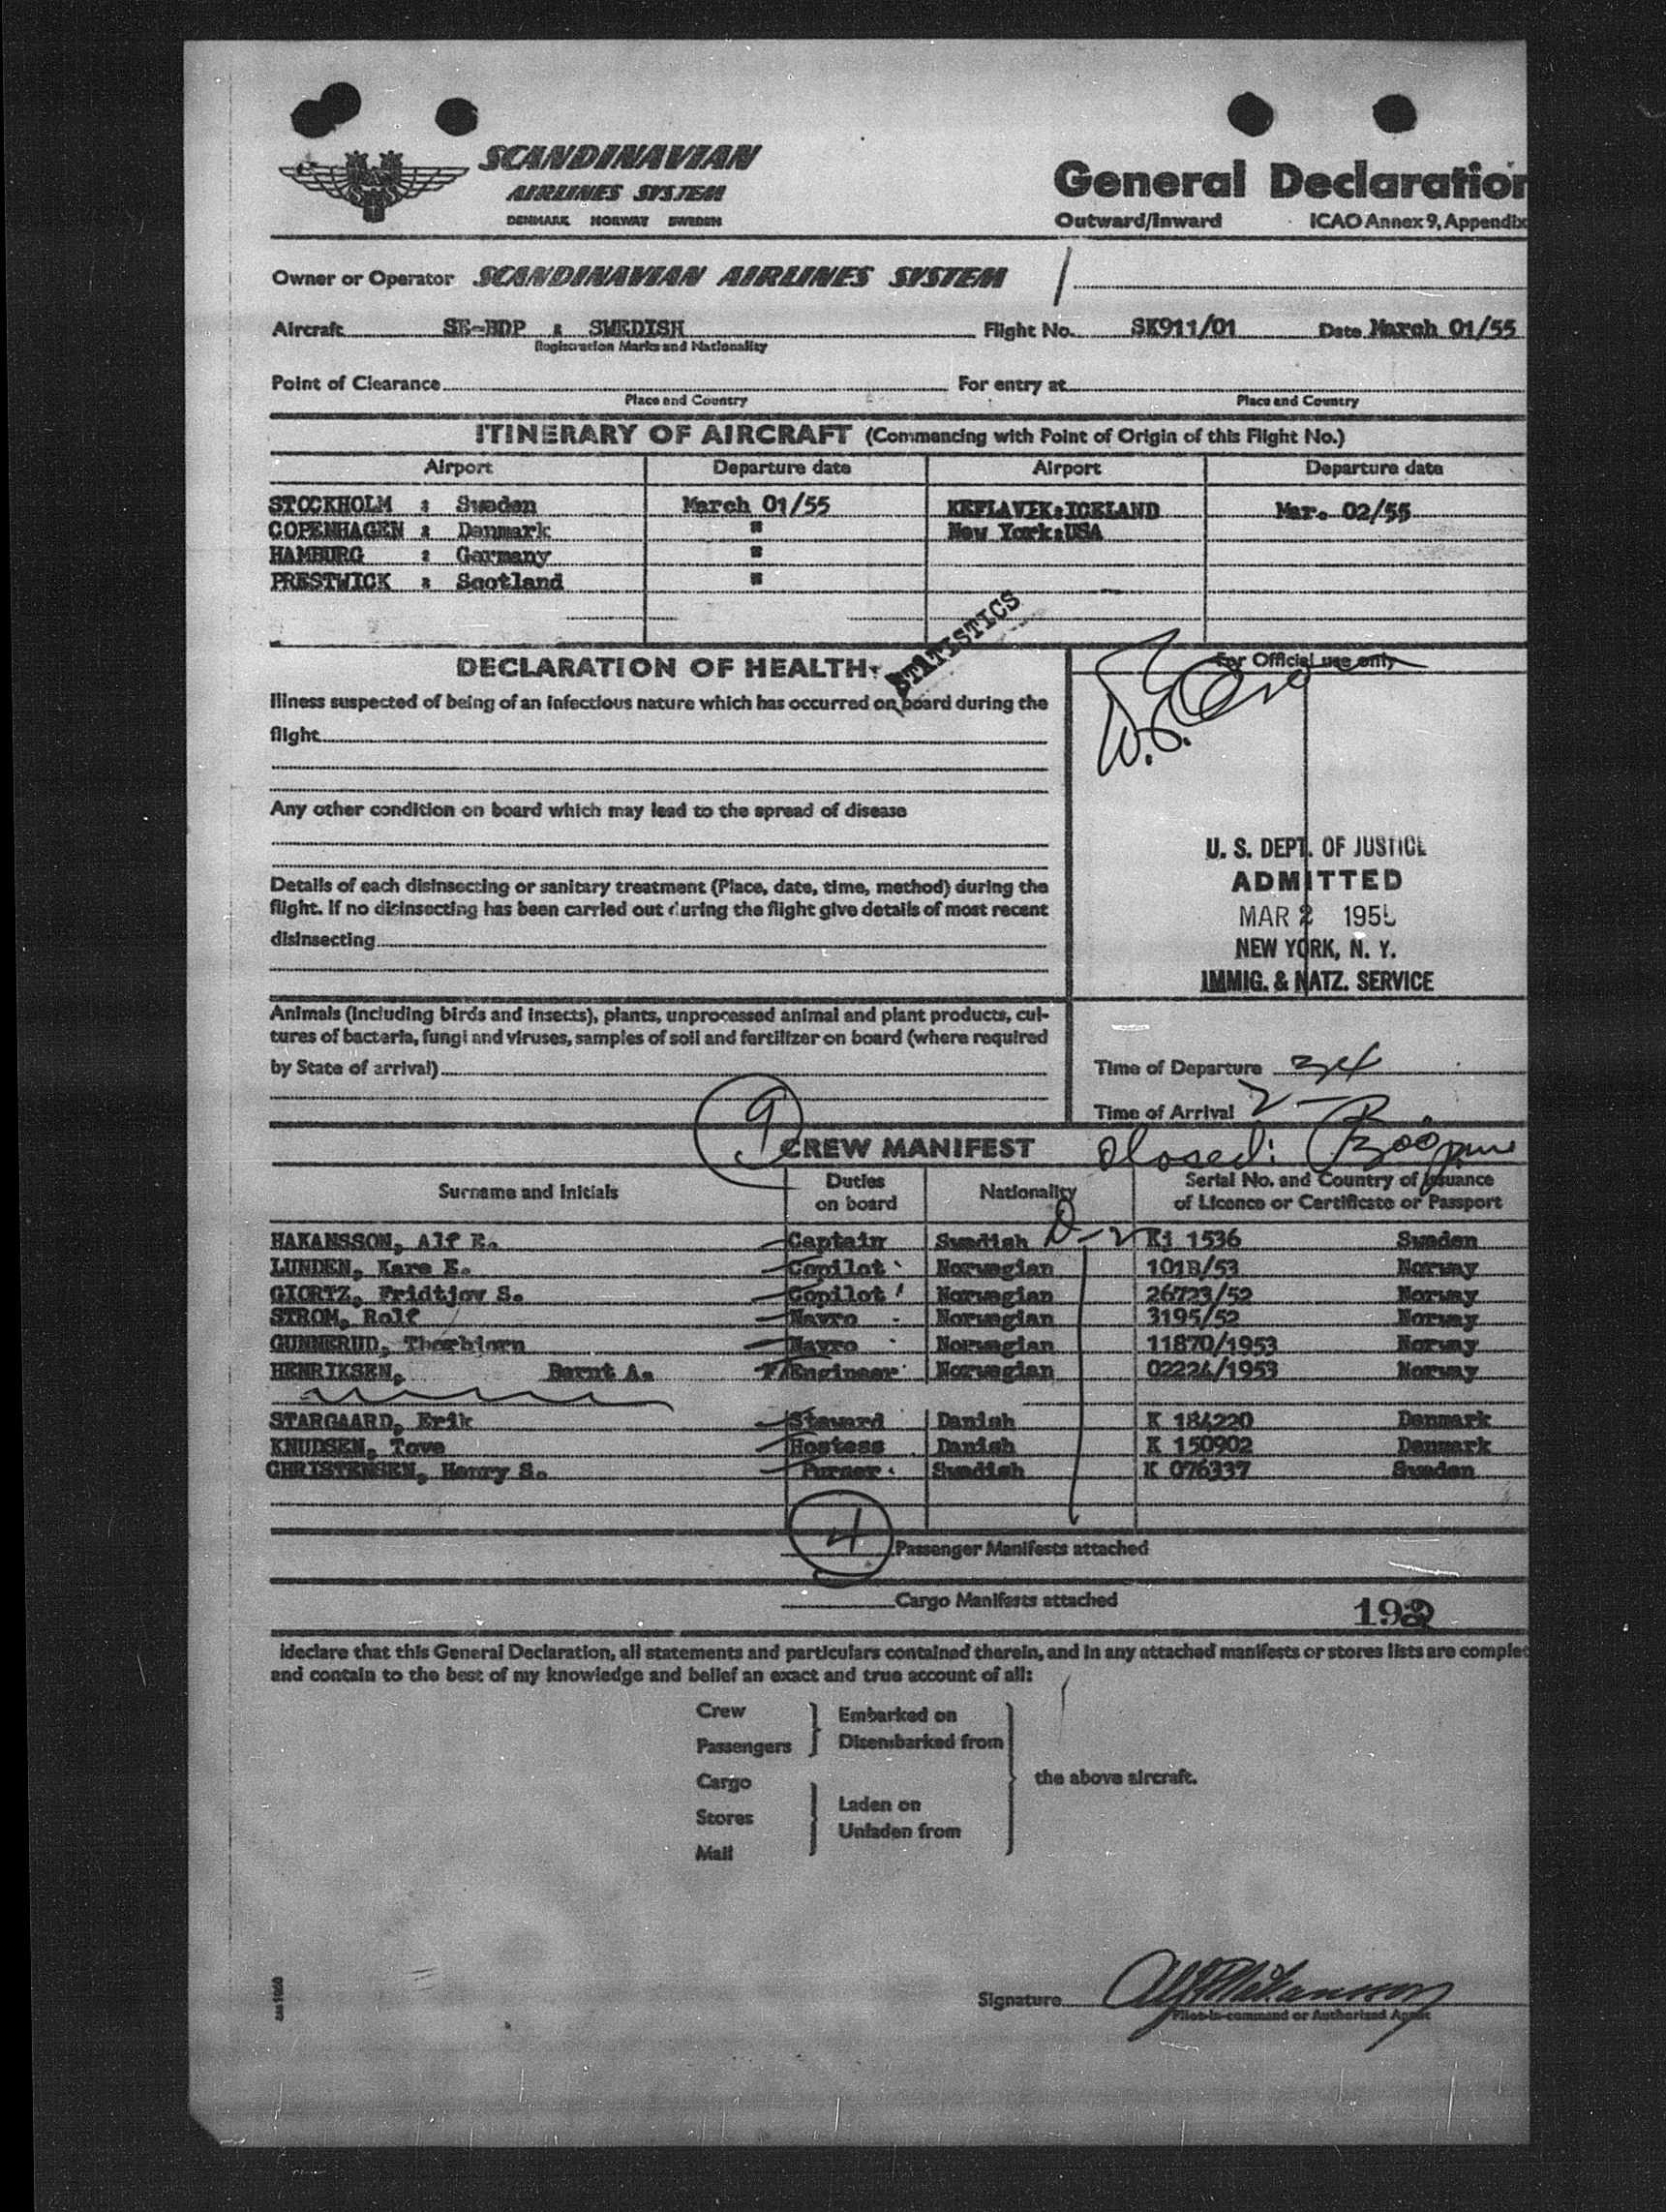 SCANDINAVIAN
AIRLINES SYSTEM
DENMARK NORWAY SWEDEN
General Declaration
Outward/Inward ICAO Annex 9, Appendix
Owner or Operator SCANDINAVIAN AIRLINES SYSTEM
Aircraft SE-BDP : SWEDISH Flight No. SK911/01 Date March 01/55
Registration Marks and Nationality
Point of Clearance For entry at
Place and Country Place and Country
ITINERARY OF AIRCRAFT (Commencing with Point of Origin of this Flight No.)
Airport Departure date Airport Departure date
STOCKHOLM : Sweden March 01/55 KEFLAVIK:ICELAND Mar. 02/55
COPENHAGEN : Denmark " New York:USA
HAMBURG : Germany "
PRESTWICK : Scotland "
STATISTICS
DECLARATION OF HEALTH
For Official use only
Illness suspected of being of an infectious nature which has occurred on board during the
flight
Any other condition on board which may lead to the spread of disease
Details of each disinsecting or sanitary treatment (Place, date, time, method) during the
flight. If no disinsecting has been carried out during the flight give details of most recent
disinsecting
U. S. DEPT. OF JUSTICE
ADMITTED
MAR 2 195
NEW YORK, N. Y.
IMMIG. & NATZ. SERVICE
Animals (including birds and insects), plants, unprocessed animal and plant products, cul-
tures of bacteria, fungi and viruses, samples of soil and fertilizer on board (where required
by State of arrival)
Time of Departure
Time of Arrival
9
CREW MANIFEST closed:
Surname and Initials Duties on board Nationality Serial No. and Country of Issuance of Licence or Certificate or Passport
D-2
HAKANSSON, Alf E. Captain Swedish Kj 1536 Sweden
LUNDEN, Kare E. Copilot Norwegian 101B/53 Norway
GIORTZ, Fridtjov S. Copilot Norwegian 26723/52 Norway
STROM, Rolf Navro Norwegian 3195/52 Norway
GUNNERUD, Thorbjorn Navro Norwegian 11870/1953 Norway
HENRIKSEN, Bernt A. F/Engineer Norwegian 02224/1953 Norway
STARGAARD, Erik Steward Danish K 184220 Denmark
KNUDSEN, Tove Hostess Danish K 150902 Denmark
CHRISTENSEN, Henry S. Purser Swedish K 076337 Sweden
4 Passenger Manifests attached
Cargo Manifests attached
192
I declare that this General Declaration, all statements and particulars contained therein, and in any attached manifests or stores lists are complet
and contain to the best of my knowledge and belief an exact and true account of all:
Crew
Passengers
Embarked on
Disembarked from
Cargo
Stores
Mail
Laden on
Unladen from
the above aircraft.
Signature Alf E Hakansson
Pilot-in-command or Authorized Agent